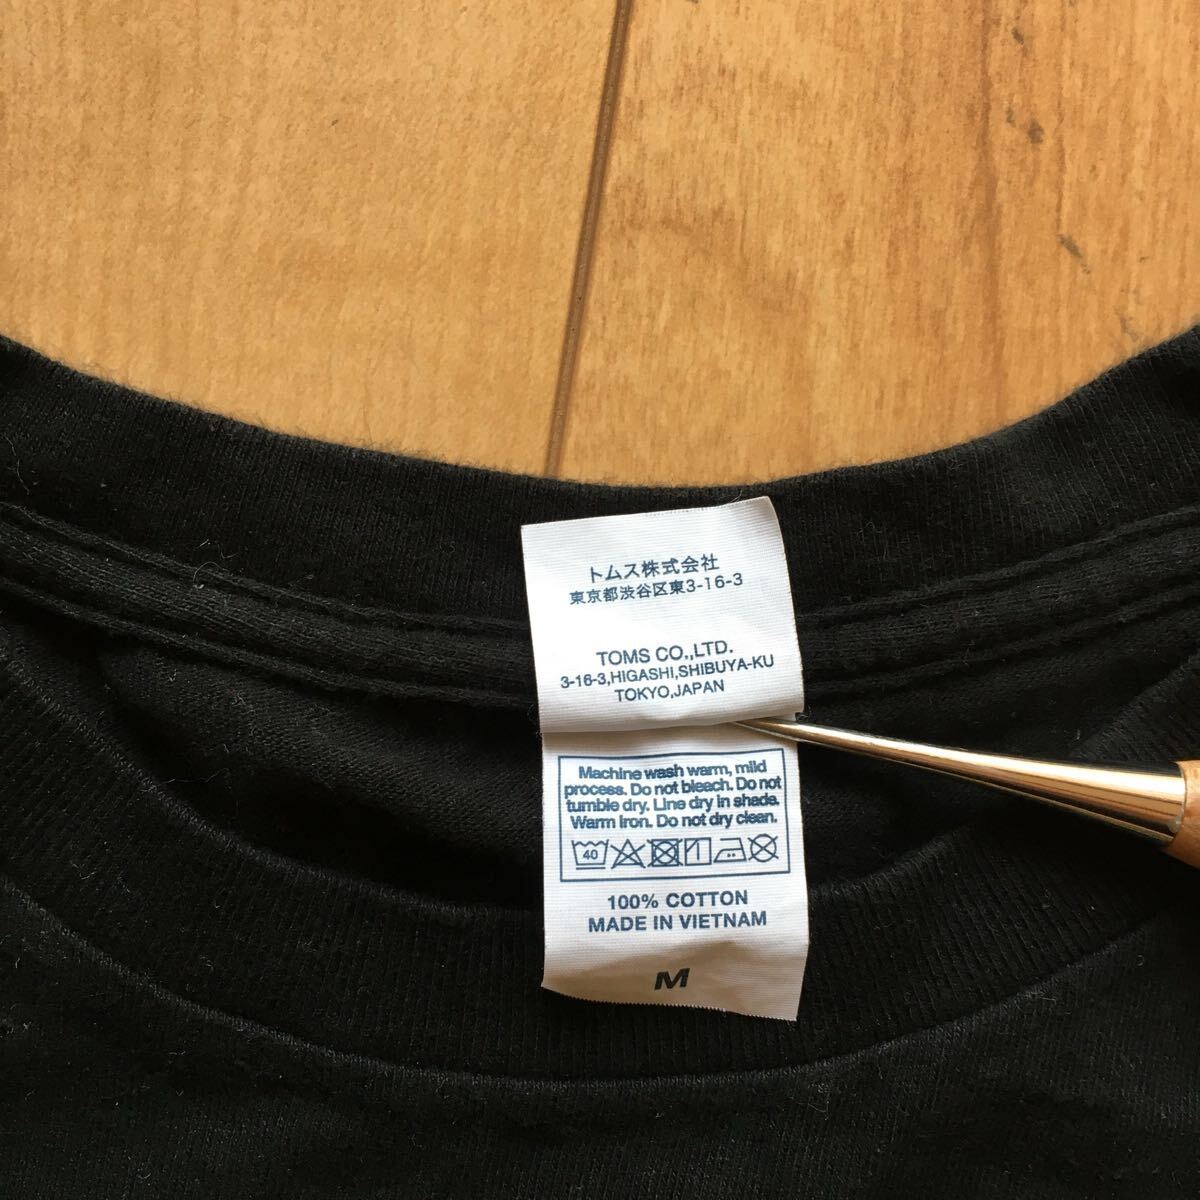 トムス株式会社
東京都渋谷区東3-16-3
TOMS CO.,LTD.
3-16-3,HIGASHI,SHIBUYA-KU
TOKYO,JAPAN
Machine wash warm, mild
process. Do not bleach. Do not
tumble dry. Line dry in shade.
Warm Iron. Do not dry clean.
40
100% COTTON
MADE IN VIETNAM
M